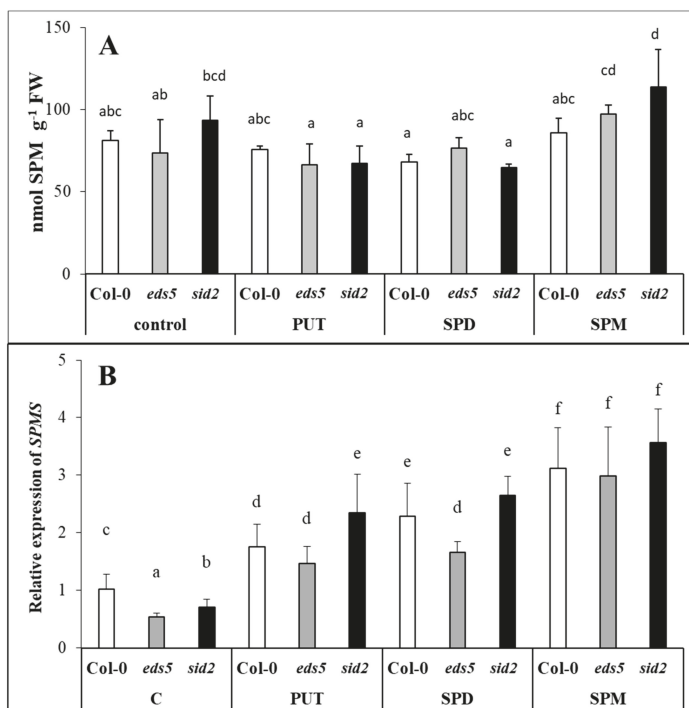 A
nmol SPM g-1 FW
150
100
50
0
abc
ab
bcd
abc
a
a
a
abc
a
abc
cd
d
Col-0 eds5 sid2 Col-0 eds5 sid2 Col-0 eds5 sid2 Col-0 eds5 sid2
control PUT SPD SPM
B
Relative expression of SPMS
5
4
3
2
1
0
c
a
b
d
d
e
e
d
e
f
f
f
Col-0 eds5 sid2 Col-0 eds5 sid2 Col-0 eds5 sid2 Col-0 eds5 sid2
C PUT SPD SPM